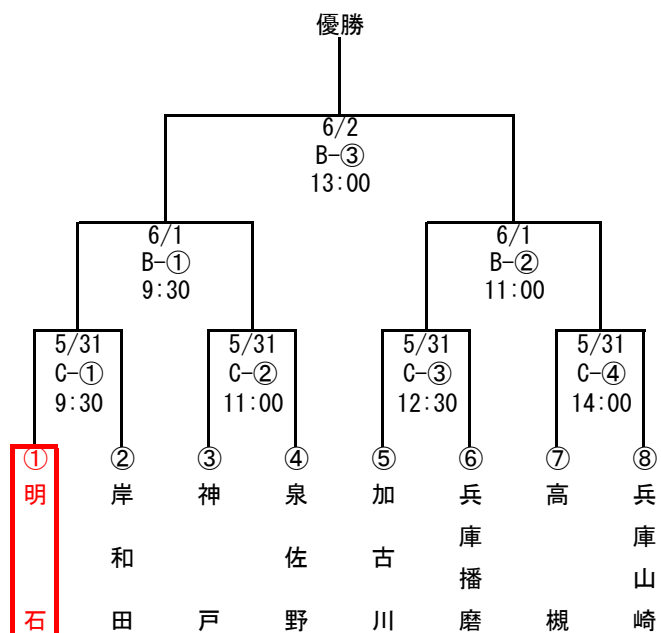 優勝
6/2
B-③
13:00
6/1
B-①
9:30
6/1
B-②
11:00
5/31
C-①
9:30
5/31
C-②
11:00
5/31
C-③
12:30
5/31
C-④
14:00
①
明石
②
岸和田
③
神戸
④
泉佐野
⑤
加古川
⑥
兵庫播磨
⑦
高槻
⑧
兵庫山崎